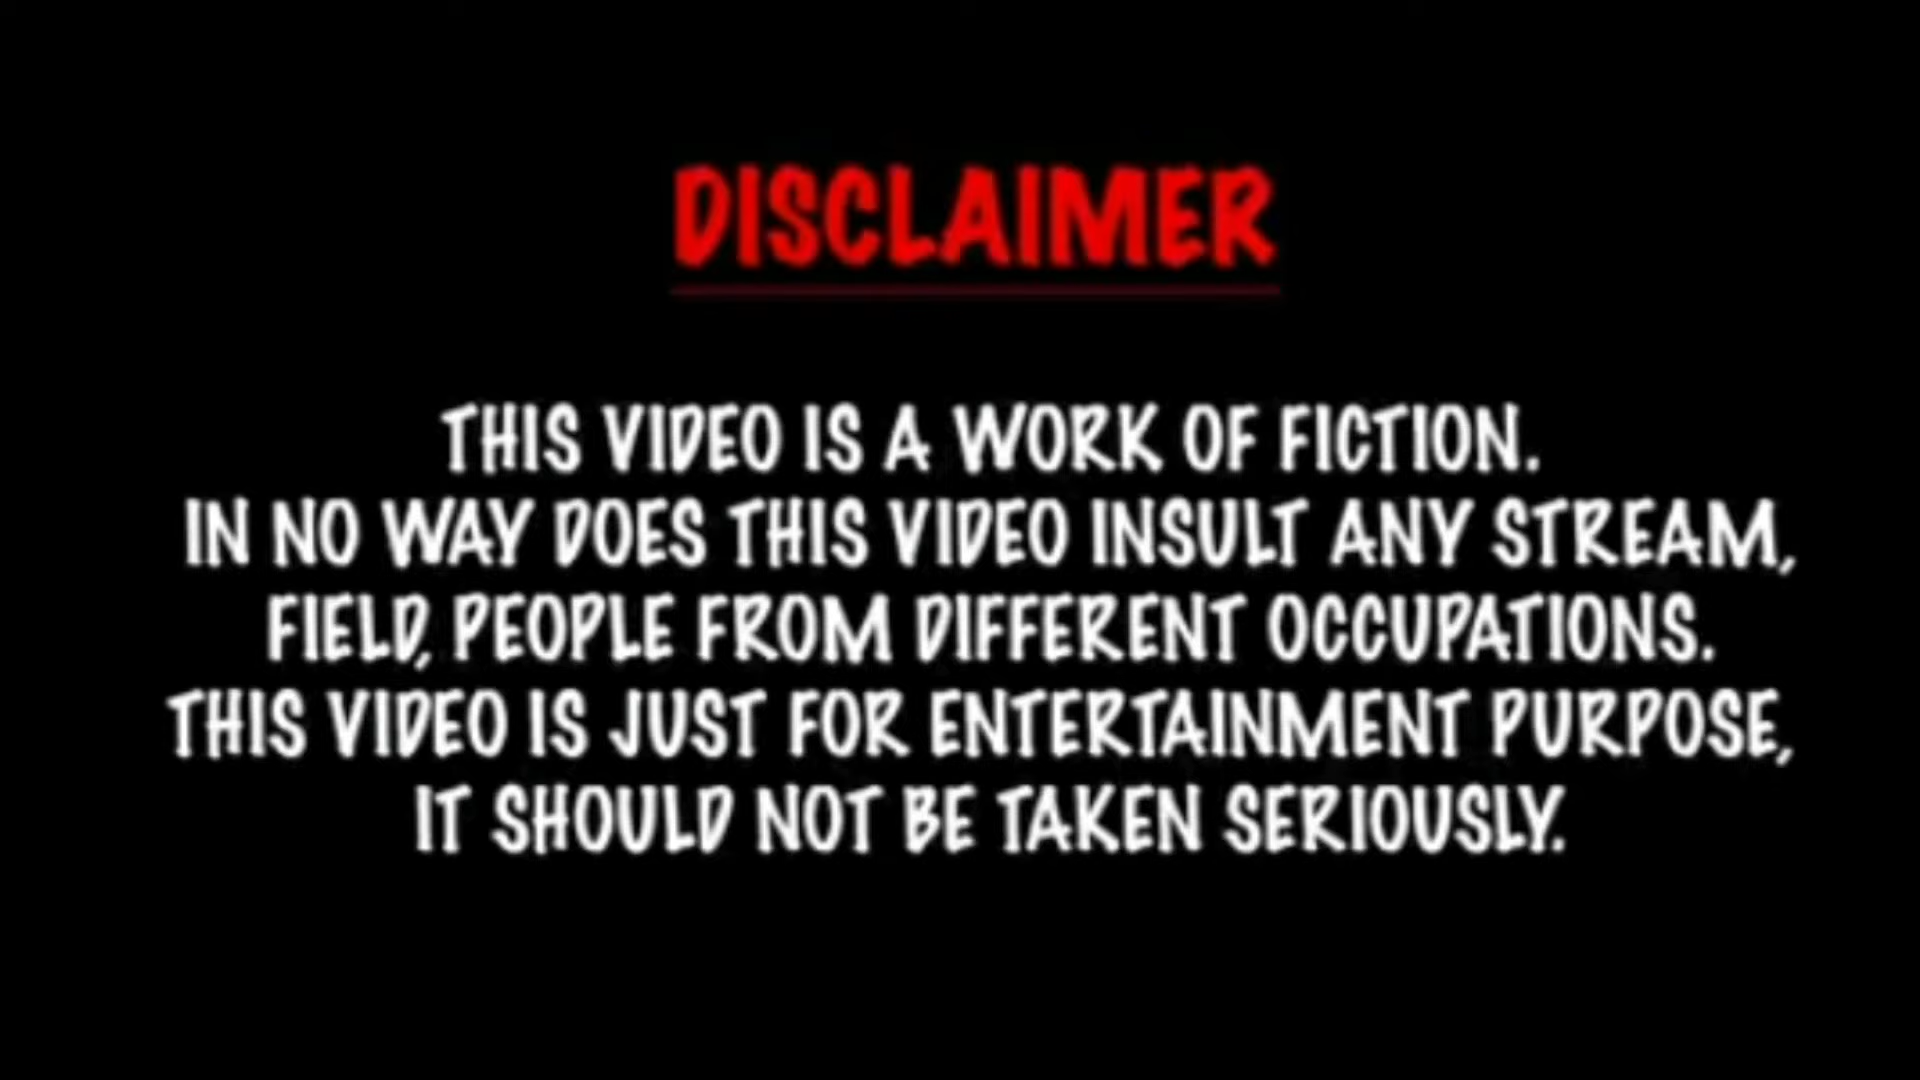 DISCLAIMER
THIS VIDEO IS A WORK OF FICTION.
IN NO WAY DOES THIS VIDEO INSULT ANY STREAM,
FIELD, PEOPLE FROM DIFFERENT OCCUPATIONS.
THIS VIDEO IS JUST FOR ENTERTAINMENT PURPOSE,
IT SHOULD NOT BE TAKEN SERIOUSLY.